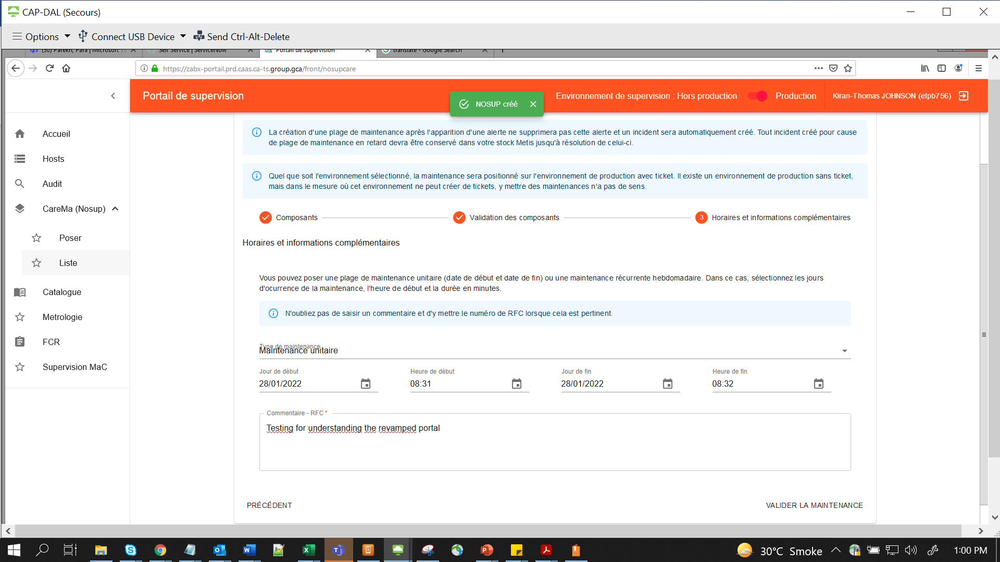 CAP-DAL (Secours)
Options Connect USB Device Send Ctrl-Alt-Delete
(30) Parekh, Para | Microsoft Te Self Service | ServiceNow Portail de supervision translate - Google Search
https://zabx-portail.prd.caas.ca-ts.group.gca/front/nosupcare
Portail de supervision
NOSUP créé
Environnement de supervision : Hors production Production Kiran-Thomas JOHNSON (etpb756)
Accueil
Hosts
Audit
CareMa (Nosup)
Poser
Liste
Catalogue
Metrologie
FCR
Supervision MaC
La création d'une plage de maintenance après l'apparition d'une alerte ne supprimera pas cette alerte et un incident sera automatiquement créé. Tout incident créé pour cause
de plage de maintenance en retard devra être conservé dans votre stock Metis jusqu'à résolution de celui-ci.
Quel que soit l'environnement sélectionné, la maintenance sera positionné sur l'environement de production avec ticket. Il existe un environement de production sans ticket,
mais dans le mesure où cet environnement ne peut créer de tickets, y mettre des maintenances n'a pas de sens.
Composants Validation des composants 3 Horaires et informations complémentaires
Horaires et informations complémentaires
Vous pouvez poser une plage de maintenance unitaire (date de début et date de fin) ou une maintenance récurrente hebdomadaire. Dans ce cas, sélectionnez les jours
d'ocurrence de la maintenance, l'heure de début et la durée en minutes.
N'oubliez pas de saisir un commentaire et d'y mettre le numéro de RFC lorsque cela est pertinent.
Type de maintenance
Maintenance unitaire
Jour de début Heure de début Jour de fin Heure de fin
28/01/2022 08:31 28/01/2022 08:32
Commentaire - RFC *
Testing for understanding the revamped portal
PRÉCÉDENT VALIDER LA MAINTENANCE
30°C Smoke 1:00 PM